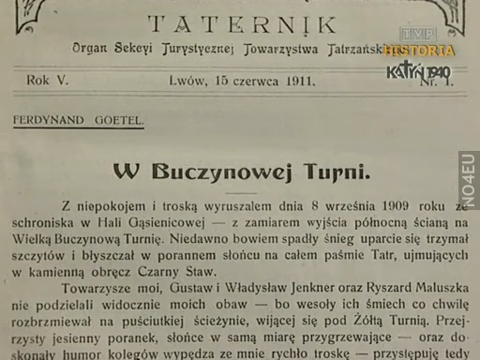 TATERNIK
Organ Sekcyi Turystycznej Towarzystwa Tatrzańskiego
TVP
HISTORIA
KATYŃ 1940
Rok V.
Lwów, 15 czerwca 1911.
Nr. 1.
FERDYNAND GOETEL.
W Buczynowej Turni.
NO4EU
Z niepokojem i troską wyruszałem dnia 8 września 1909 roku ze
schroniska w Hali Gąsienicowej — z zamiarem wyjścia północną ścianą na
Wielką Buczynową Turnię. Niedawno bowiem spadły śnieg uparcie się trzymał
szczytów i błyszczał w porannem słońcu na całem paśmie Tatr, ujmujących
w kamienną obręcz Czarny Staw.
Towarzysze moi, Gustaw i Władysław Jenkner oraz Ryszard Maluszka
nie podzielali widocznie moich obaw — bo wesoły ich śmiech co chwilę
rozbrzmiewał na puściutkiej ścieżynie, wijącej się pod Żółtą Turnią. Przej-
rzysty jesienny poranek, słońce w samą miarę przygrzewające — oraz do-
skonały humor kolegów wypędza ze mnie rychło troskę — przystępuję tedy